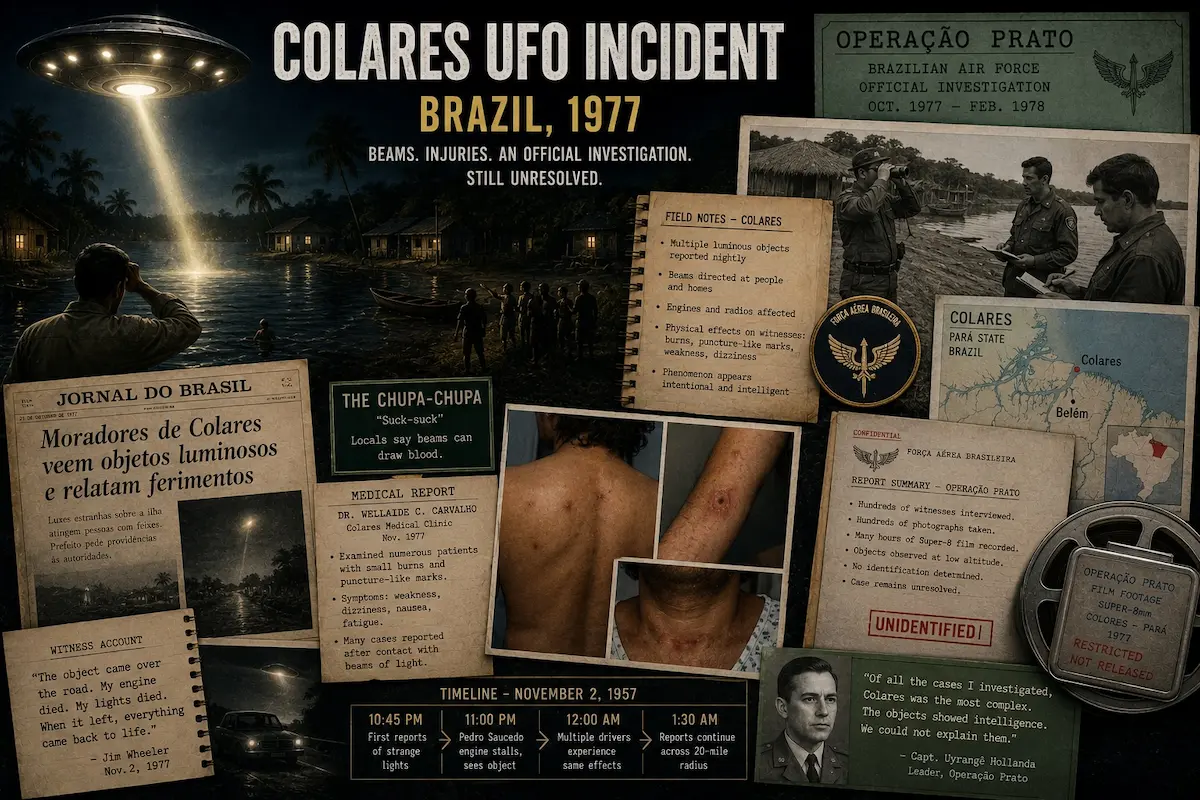 COLARES UFO INCIDENT
BRAZIL, 1977
BEAMS. INJURIES. AN OFFICIAL INVESTIGATION.
STILL UNRESOLVED.
OPERAÇÃO PRATO
BRAZILIAN AIR FORCE
OFFICIAL INVESTIGATION
OCT. 1977 – FEB. 1978
FIELD NOTES – COLARES
• Multiple luminous objects
reported nightly
• Beams directed at people
and homes
• Engines and radios affected
• Physical effects on witnesses:
burns, puncture-like marks,
weakness, dizziness
• Phenomenon appears
intentional and intelligent
FORÇA AÉREA BRASILEIRA
COLARES
PARÁ STATE
BRAZIL
Colares
Belém
JORNAL DO BRASIL
Moradores de Colares
veem objetos luminosos
e relatam ferimentos
Luzes estranhas sobre a ilha
atingem pessoas com feixes.
Prefeito pede providências
às autoridades.
THE CHUPA-CHUPA
“Suck-suck”
Locals say beams can
draw blood.
MEDICAL REPORT
DR. WELLAIDE C. CARVALHO
Colares Medical Clinic
Nov. 1977
• Examined numerous patients
with small burns and
puncture-like marks.
• Symptoms: weakness,
dizziness, nausea,
fatigue.
• Many cases reported
after contact with
beams of light.
CONFIDENTIAL
FORÇA AÉREA BRASILEIRA
REPORT SUMMARY – OPERAÇÃO PRATO
• Hundreds of witnesses interviewed.
• Hundreds of photographs taken.
• Many hours of Super-8 film recorded.
• Objects observed at low altitude.
• No identification determined.
• Case remains unresolved.
UNIDENTIFIED
OPERAÇÃO PRATO
FILM FOOTAGE
SUPER-8mm
COLORES - PARÁ
1977
RESTRICTED
NOT RELEASED
WITNESS ACCOUNT
“The object came over
the road. My engine
died. My lights died.
When it left, everything
came back to life.”
– Jim Wheeler
Nov. 2, 1977
TIMELINE – NOVEMBER 2, 1957
10:45 PM
First reports
of strange
lights
11:00 PM
Pedro Saucedo
engine stalls,
sees object
12:00 AM
Multiple drivers
experience
same effects
1:30 AM
Reports continue
across 20-mile
radius
“Of all the cases I investigated,
Colares was the most complex.
The objects showed intelligence.
We could not explain them.”
– Capt. Uyrangê Hollanda
Leader, Operação Prato